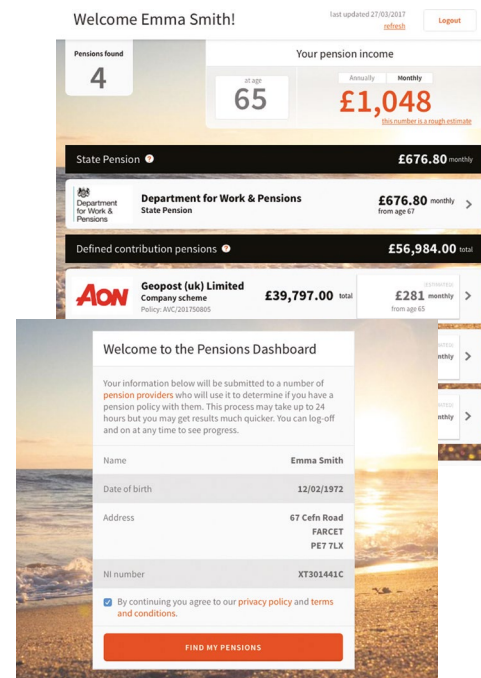 Welcome Emma Smith!
last updated 27/03/2017
refresh
Logout
Pensions found
4
Your pension income
at age
65
Annually Monthly
£1,048
this number is a rough estimate
State Pension ? £676.80 monthly
Department
for Work &
Pensions
Department for Work & Pensions
State Pension
£676.80 monthly
from age 67
Defined contribution pensions ? £56,984.00 total
AON
Geopost (uk) Limited
Company scheme
Policy: AVC/201750805
£39,797.00 total
ESTIMATED
£281 monthly
from age 65
Welcome to the Pensions Dashboard
Your information below will be submitted to a number of
pension providers who will use it to determine if you have a
pension policy with them. This process may take up to 24
hours but you may get results much quicker. You can log-off
and on at any time to see progress.
Name Emma Smith
Date of birth 12/02/1972
Address 67 Cefn Road
FARCET
PE7 7LX
NI number XT301441C
By continuing you agree to our privacy policy and terms
and conditions.
FIND MY PENSIONS